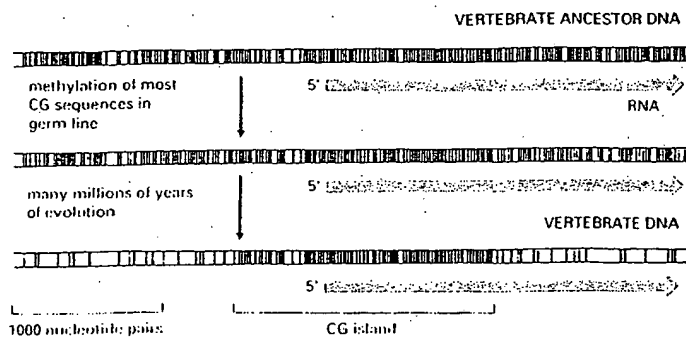 VERTEBRATE ANCESTOR DNA
methylation of most
CG sequences in
germ line
5'
RNA
5'
many millions of years
of evolution
VERTEBRATE DNA
5'
1000 nucleotide pairs
CG island